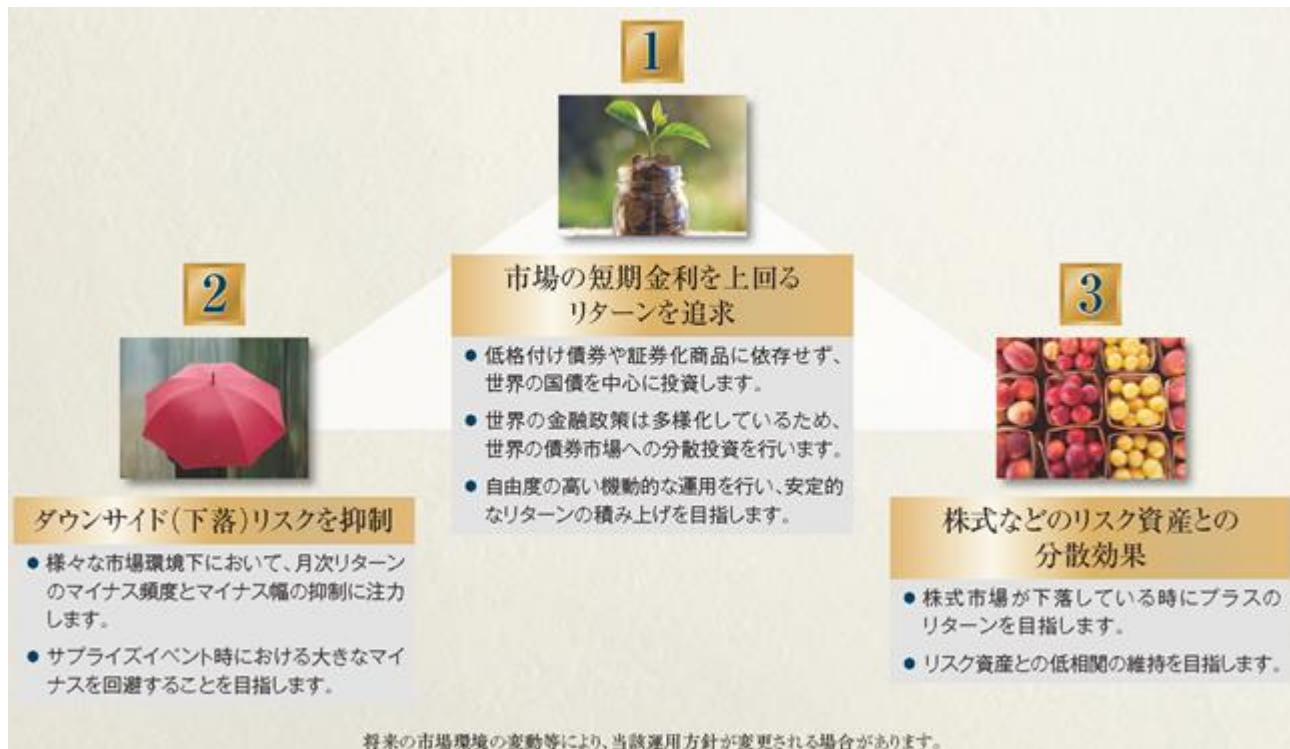 1
市場の短期金利を上回る
リターンを追求
● 低格付け債券や証券化商品に依存せず、
世界の国債を中心に投資します。
● 世界の金融政策は多様化しているため、
世界の債券市場への分散投資を行います。
● 自由度の高い機動的な運用を行い、安定的
なリターンの積み上げを目指します。
2
ダウンサイド(下落)リスクを抑制
● 様々な市場環境下において、月次リターン
のマイナス頻度とマイナス幅の抑制に注力
します。
● サプライズイベント時における大きなマイ
ナスを回避することを目指します。
3
株式などのリスク資産との
分散効果
● 株式市場が下落している時にプラスの
リターンを目指します。
● リスク資産との低相関の維持を目指します。
将来の市場環境の変動等により、当該運用方針が変更される場合があります。